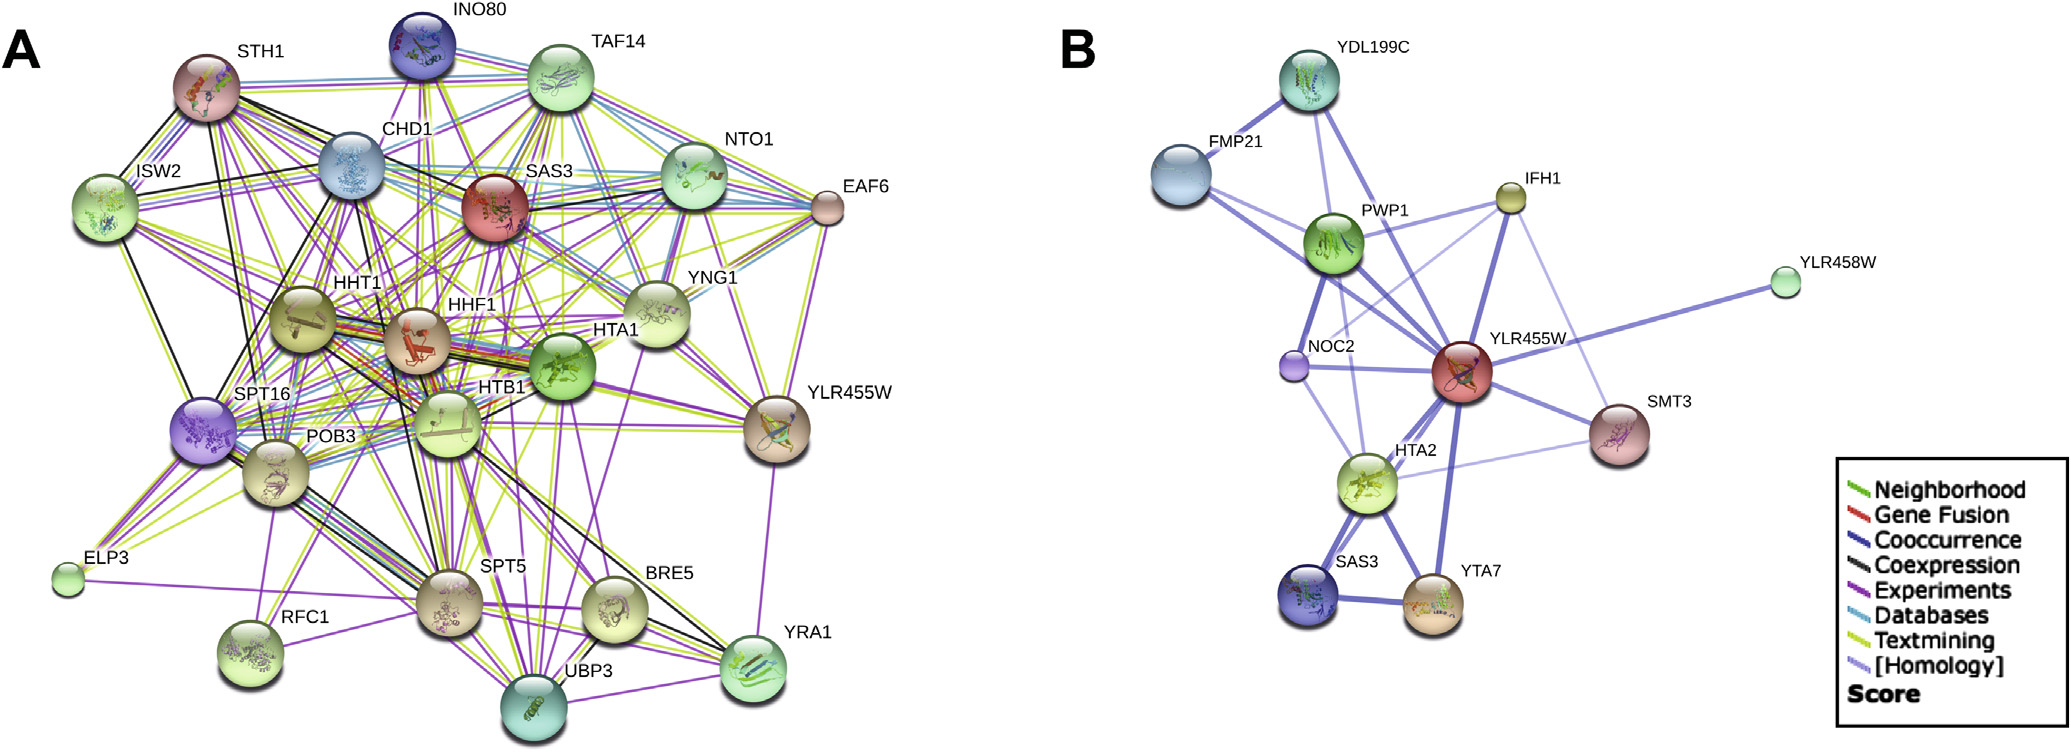 A
INO80
STH1
TAF14
CHD1
NTO1
ISW2
SAS3
EAF6
HHT1
YNG1
HHF1
HTA1
HTB1
SPT16
YLR455W
POB3
ELP3
SPT5
BRE5
RFC1
YRA1
UBP3
B
YDL199C
FMP21
IFH1
PWP1
YLR458W
NOC2
YLR455W
SMT3
HTA2
SAS3
YTA7
Neighborhood
Gene Fusion
Cooccurrence
Coexpression
Experiments
Databases
Textmining
[Homology]
Score